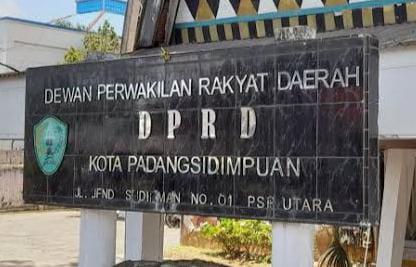 DEWAN PERWAKILAN RAKYAT DAERAH
DPRD
KOTA PADANGSIDIMPUAN
JL. JEND SUDIRMAN NO. 01 PSP UTARA